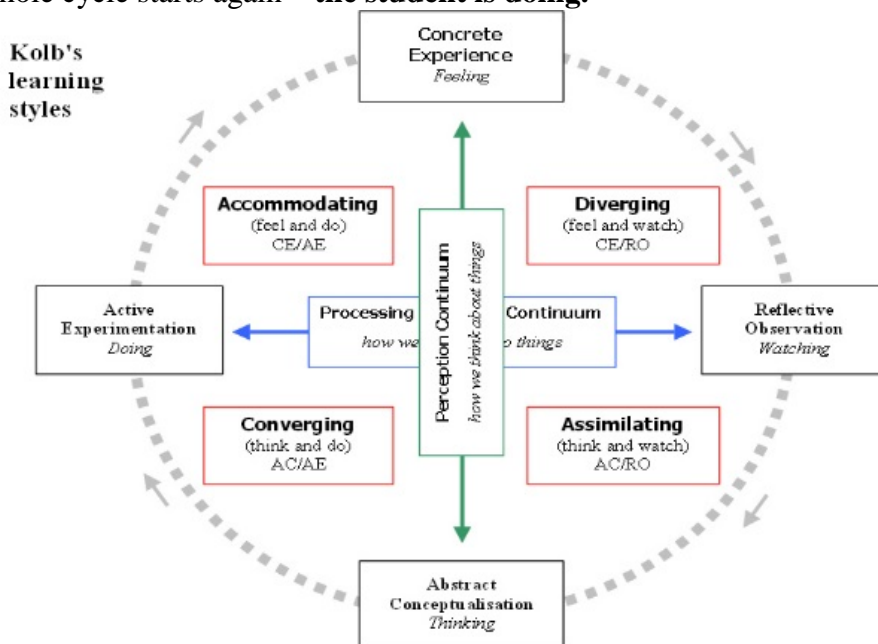 hole cycle starts again – the student is doing.
Kolb's
learning
styles
Concrete
Experience
Feeling
Accommodating
(feel and do)
CE/AE
Diverging
(feel and watch)
CE/RO
Active
Experimentation
Doing
Processing
Continuum
how we
o things
Perception Continuum
how we think about things
Reflective
Observation
Watching
Converging
(think and do)
AC/AE
Assimilating
(think and watch)
AC/RO
Abstract
Conceptualisation
Thinking